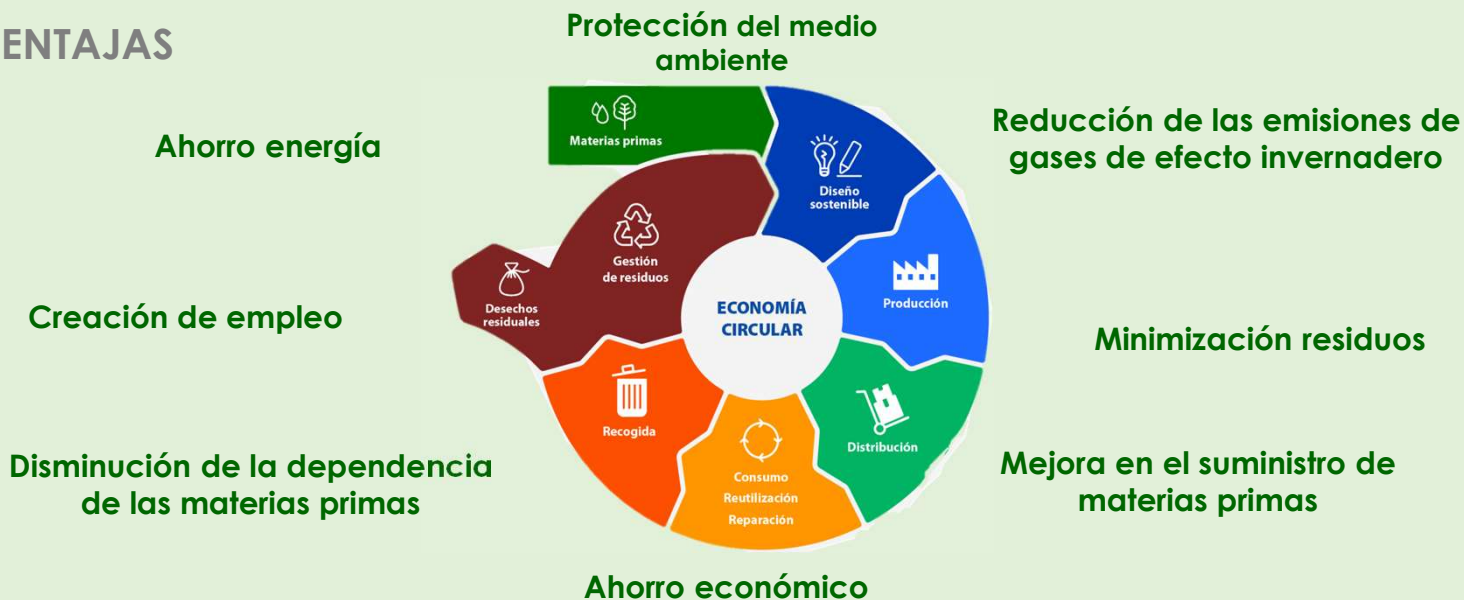 ENTAJAS
Protección del medio
ambiente
Ahorro energía
Reducción de las emisiones de
gases de efecto invernadero
Creación de empleo
Minimización residuos
Disminución de la dependencia
de las materias primas
Mejora en el suministro de
materias primas
Ahorro económico
Materias primas
Diseño
sostenible
Producción
Distribución
Consumo
Reutilización
Reparación
Recogida
Gestión
de residuos
Desechos
residuales
ECONOMÍA
CIRCULAR